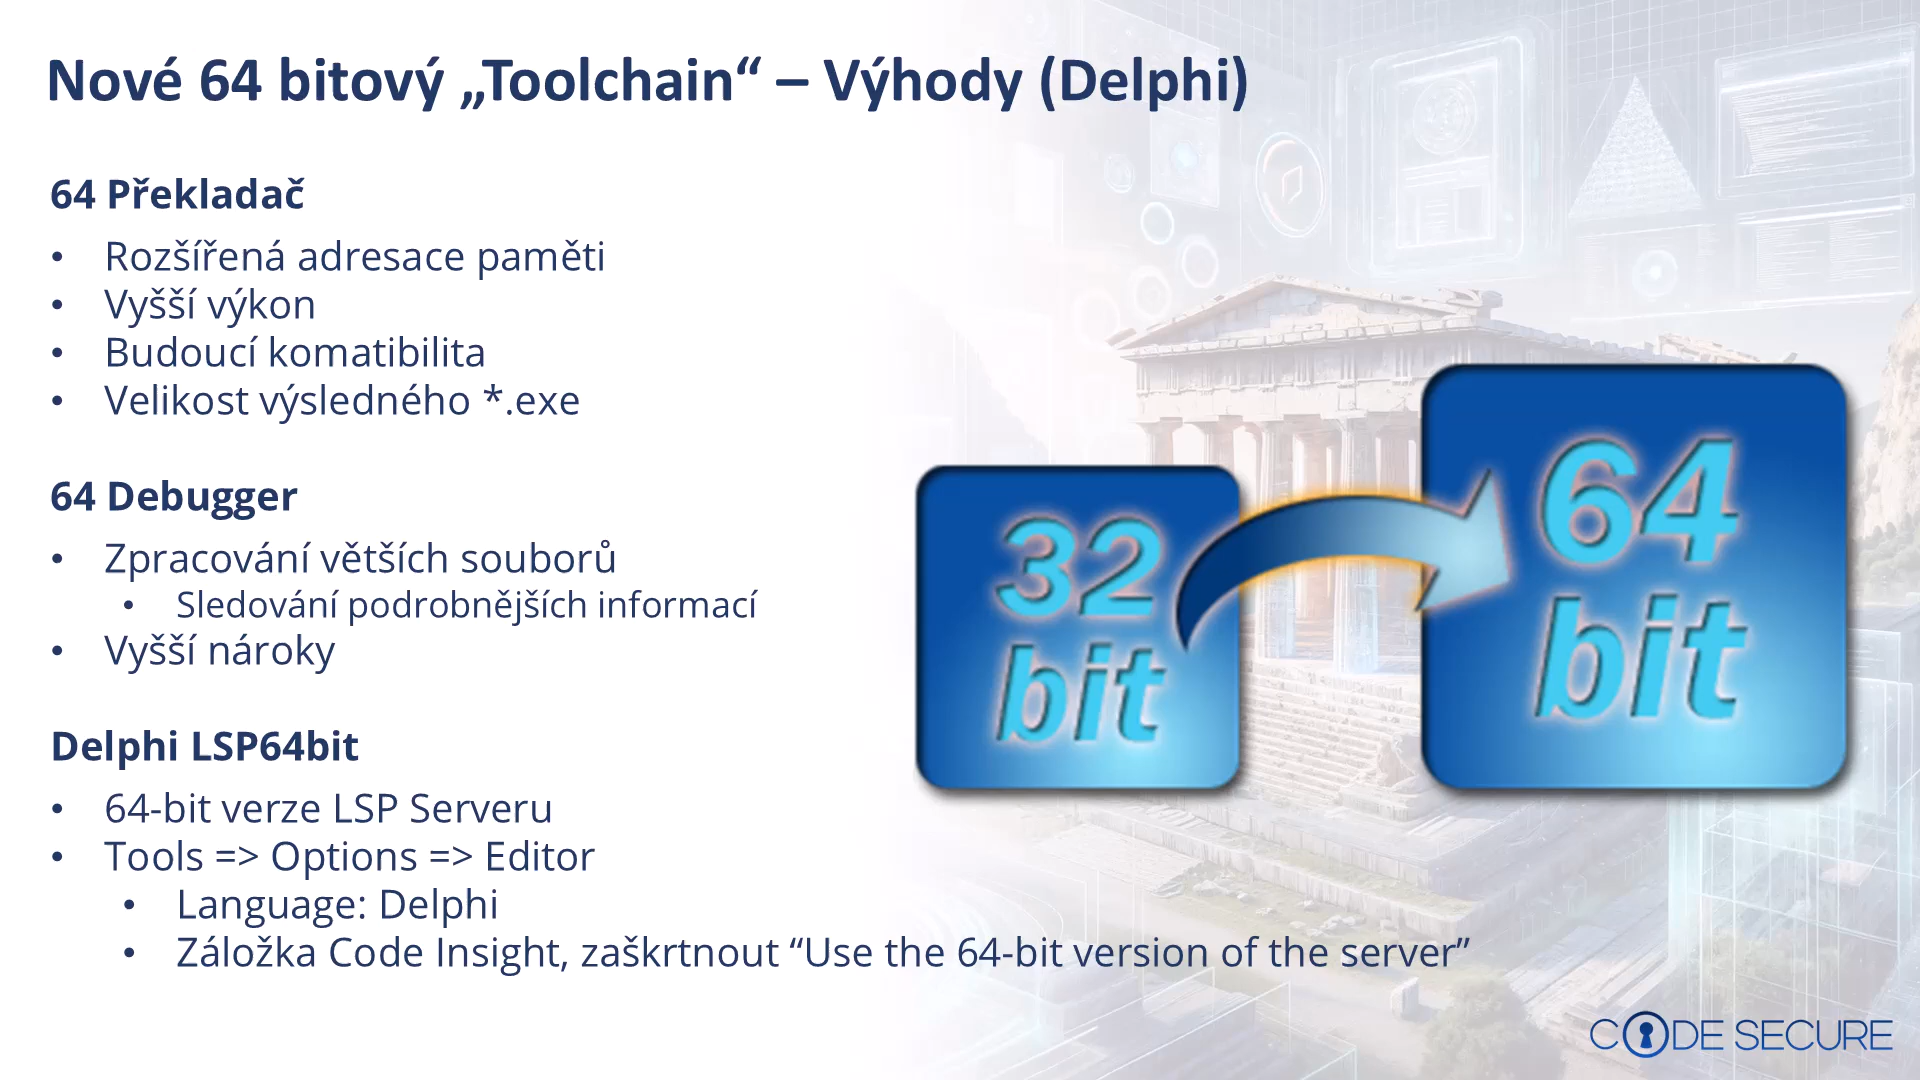 Nové 64 bitový „Toolchain“ – Výhody (Delphi)
64 Překladač
• Rozšířená adresace paměti
• Vyšší výkon
• Budoucí komatibilita
• Velikost výsledného *.exe
64 Debugger
• Zpracování větších souborů
• Sledování podrobnějších informací
• Vyšší nároky
Delphi LSP64bit
• 64-bit verze LSP Serveru
• Tools => Options => Editor
• Language: Delphi
• Záložka Code Insight, zaškrtnout “Use the 64-bit version of the server”
32
bit
64
bit
CODE SECURE